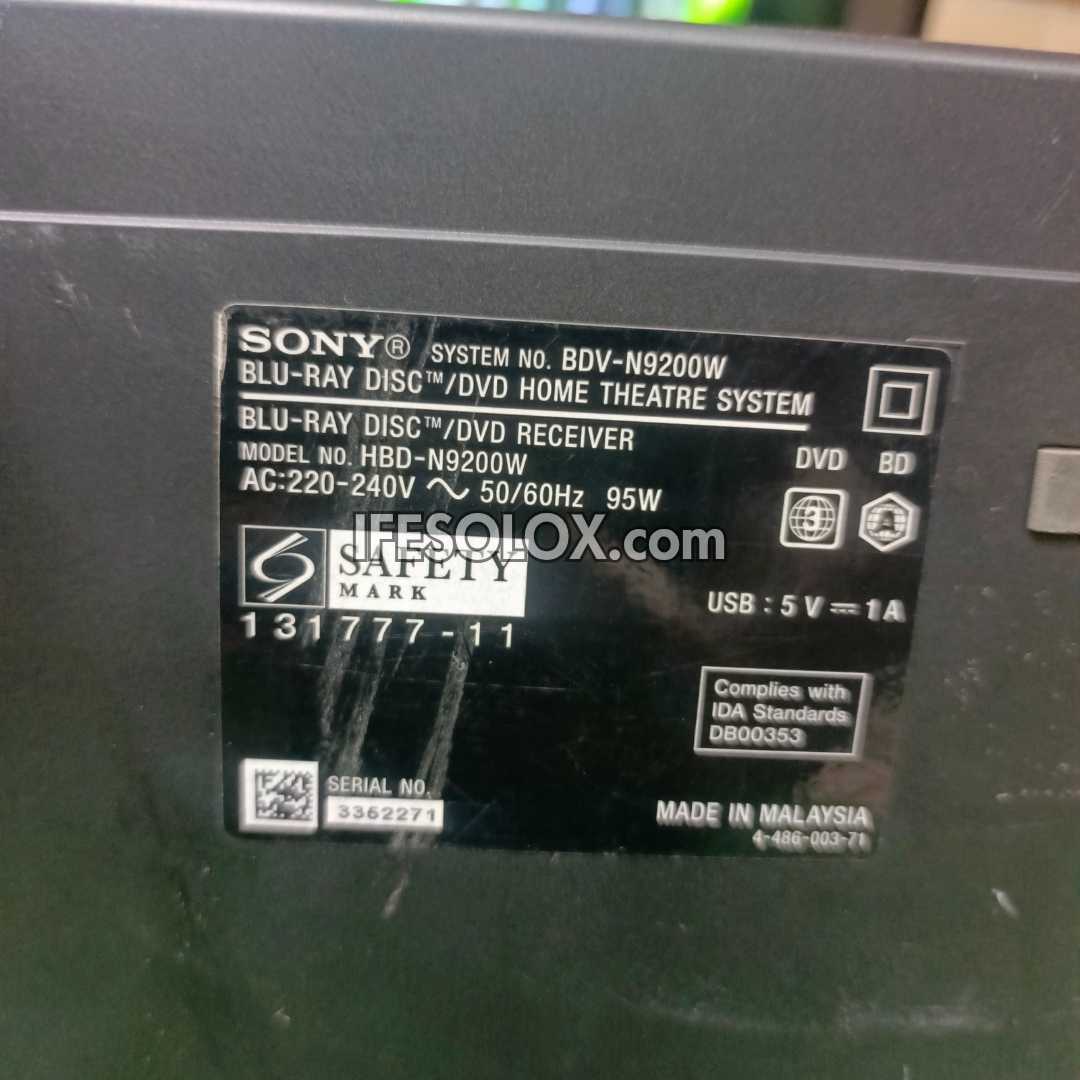 SONY® SYSTEM NO. BDV-N9200W
BLU-RAY DISC™/DVD HOME THEATRE SYSTEM
BLU-RAY DISC™/DVD RECEIVER
MODEL NO. HBD-N9200W
AC:220-240V ~ 50/60Hz 95W
DVD BD
3 A
IFESOLOX.com
SAFETY
MARK
131777-11
USB : 5 V ⎓ 1A
Complies with
IDA Standards
DB00353
SERIAL NO.
3352271
MADE IN MALAYSIA
4-486-003-71